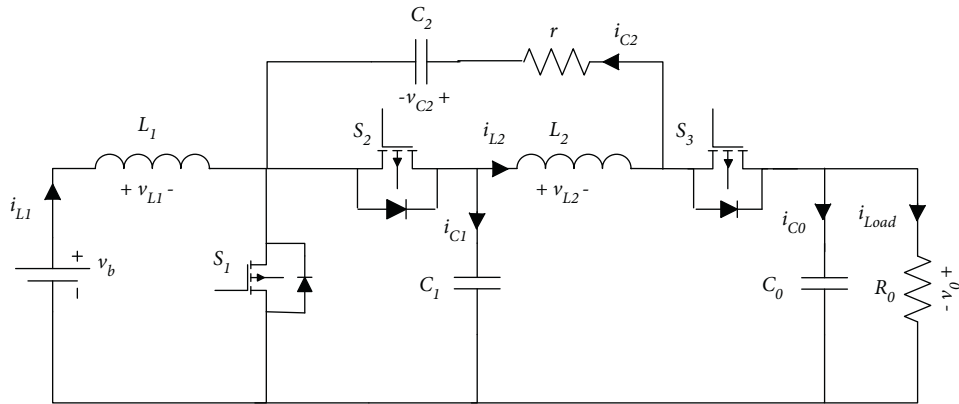 C2
r
iC2
-vC2 +
L1
S2
iL2
L2
S3
+ vL1 -
+ vL2 -
iL1
iC1
iC0
iLoad
+
vb
S1
C1
C0
R0
- v0 +